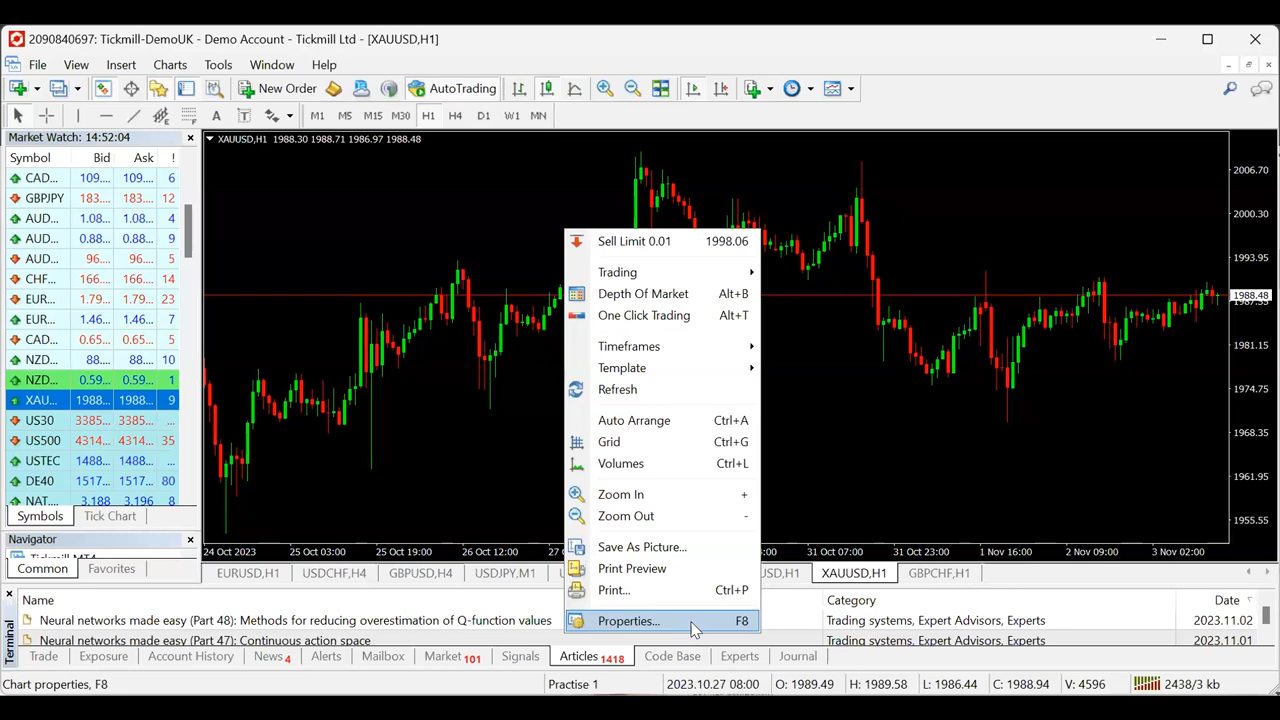 2090840697: Tickmill-DemoUK - Demo Account - Tickmill Ltd - [XAUUSD,H1]
File View Insert Charts Tools Window Help
New Order AutoTrading
A T M1 M5 M15 M30 H1 H4 D1 W1 MN
Market Watch: 14:52:04
Symbol Bid Ask !
CAD... 109.... 109.... 6
GBPJPY 183.... 183.... 12
AUD... 1.08... 1.08... 4
AUD... 0.88... 0.88... 9
AUD... 96.... 96.... 5
CHF... 166.... 166.... 14
EUR... 1.79... 1.79... 23
EUR... 1.46... 1.46... 7
CAD... 0.65... 0.65... 5
NZD... 88.... 88.... 10
NZD... 0.59... 0.59... 1
XAU... 1988... 1988... 9
US30 3385... 3385... ...
US500 4314... 4314... 35
USTEC 1488... 1488... ...
DE40 1517... 1517... 80
NAT... 3.188 3.196 8
Symbols Tick Chart
Navigator
Tickmill MT4
Common Favorites
XAUUSD,H1 1988.30 1988.71 1986.97 1988.48
2006.70
2000.30
1993.95
1988.48
1981.15
1974.75
1968.35
1961.95
1955.55
Sell Limit 0.01 1998.06
Trading
Depth Of Market Alt+B
One Click Trading Alt+T
Timeframes
Template
Refresh
Auto Arrange Ctrl+A
Grid Ctrl+G
Volumes Ctrl+L
Zoom In +
Zoom Out -
Save As Picture...
Print Preview
Print... Ctrl+P
Properties... F8
24 Oct 2023 25 Oct 03:00 25 Oct 19:00 26 Oct 12:00 27 31 Oct 07:00 31 Oct 23:00 1 Nov 16:00 2 Nov 09:00 3 Nov 02:00
EURUSD,H1 USDCHF,H4 GBPUSD,H4 USDJPY,M1 SD,H1 XAUUSD,H1 GBPCHF,H1
Terminal
Name Category Date
Neural networks made easy (Part 48): Methods for reducing overestimation of Q-function values Trading systems, Expert Advisors, Experts 2023.11.02
Neural networks made easy (Part 47): Continuous action space Trading systems, Expert Advisors, Experts 2023.11.01
Trade Exposure Account History News 4 Alerts Mailbox Market 101 Signals Articles 1418 Code Base Experts Journal
Chart properties, F8 Practise 1 2023.10.27 08:00 O: 1989.49 H: 1989.58 L: 1986.44 C: 1988.94 V: 4596 2438/3 kb